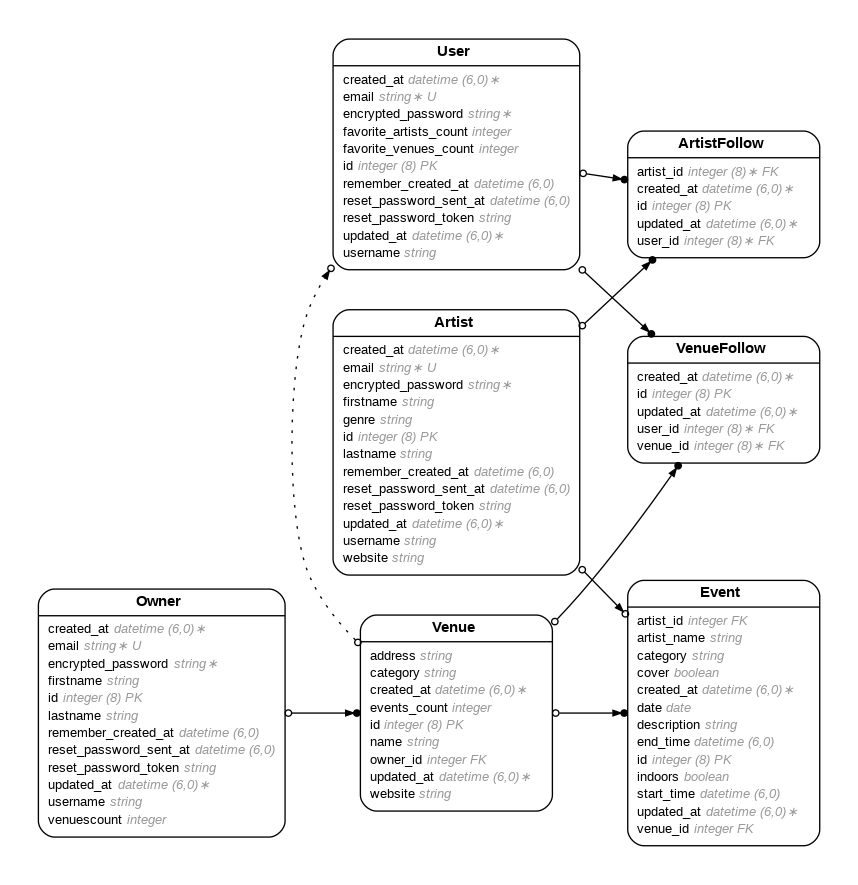 User
created_at datetime (6,0)∗
email string∗ U
encrypted_password string∗
favorite_artists_count integer
favorite_venues_count integer
id integer (8) PK
remember_created_at datetime (6,0)
reset_password_sent_at datetime (6,0)
reset_password_token string
updated_at datetime (6,0)∗
username string
ArtistFollow
artist_id integer (8)∗ FK
created_at datetime (6,0)∗
id integer (8) PK
updated_at datetime (6,0)∗
user_id integer (8)∗ FK
Artist
created_at datetime (6,0)∗
email string∗ U
encrypted_password string∗
firstname string
genre string
id integer (8) PK
lastname string
remember_created_at datetime (6,0)
reset_password_sent_at datetime (6,0)
reset_password_token string
updated_at datetime (6,0)∗
username string
website string
VenueFollow
created_at datetime (6,0)∗
id integer (8) PK
updated_at datetime (6,0)∗
user_id integer (8)∗ FK
venue_id integer (8)∗ FK
Owner
created_at datetime (6,0)∗
email string∗ U
encrypted_password string∗
firstname string
id integer (8) PK
lastname string
remember_created_at datetime (6,0)
reset_password_sent_at datetime (6,0)
reset_password_token string
updated_at datetime (6,0)∗
username string
venuescount integer
Venue
address string
category string
created_at datetime (6,0)∗
events_count integer
id integer (8) PK
name string
owner_id integer FK
updated_at datetime (6,0)∗
website string
Event
artist_id integer FK
artist_name string
category string
cover boolean
created_at datetime (6,0)∗
date date
description string
end_time datetime (6,0)
id integer (8) PK
indoors boolean
start_time datetime (6,0)
updated_at datetime (6,0)∗
venue_id integer FK